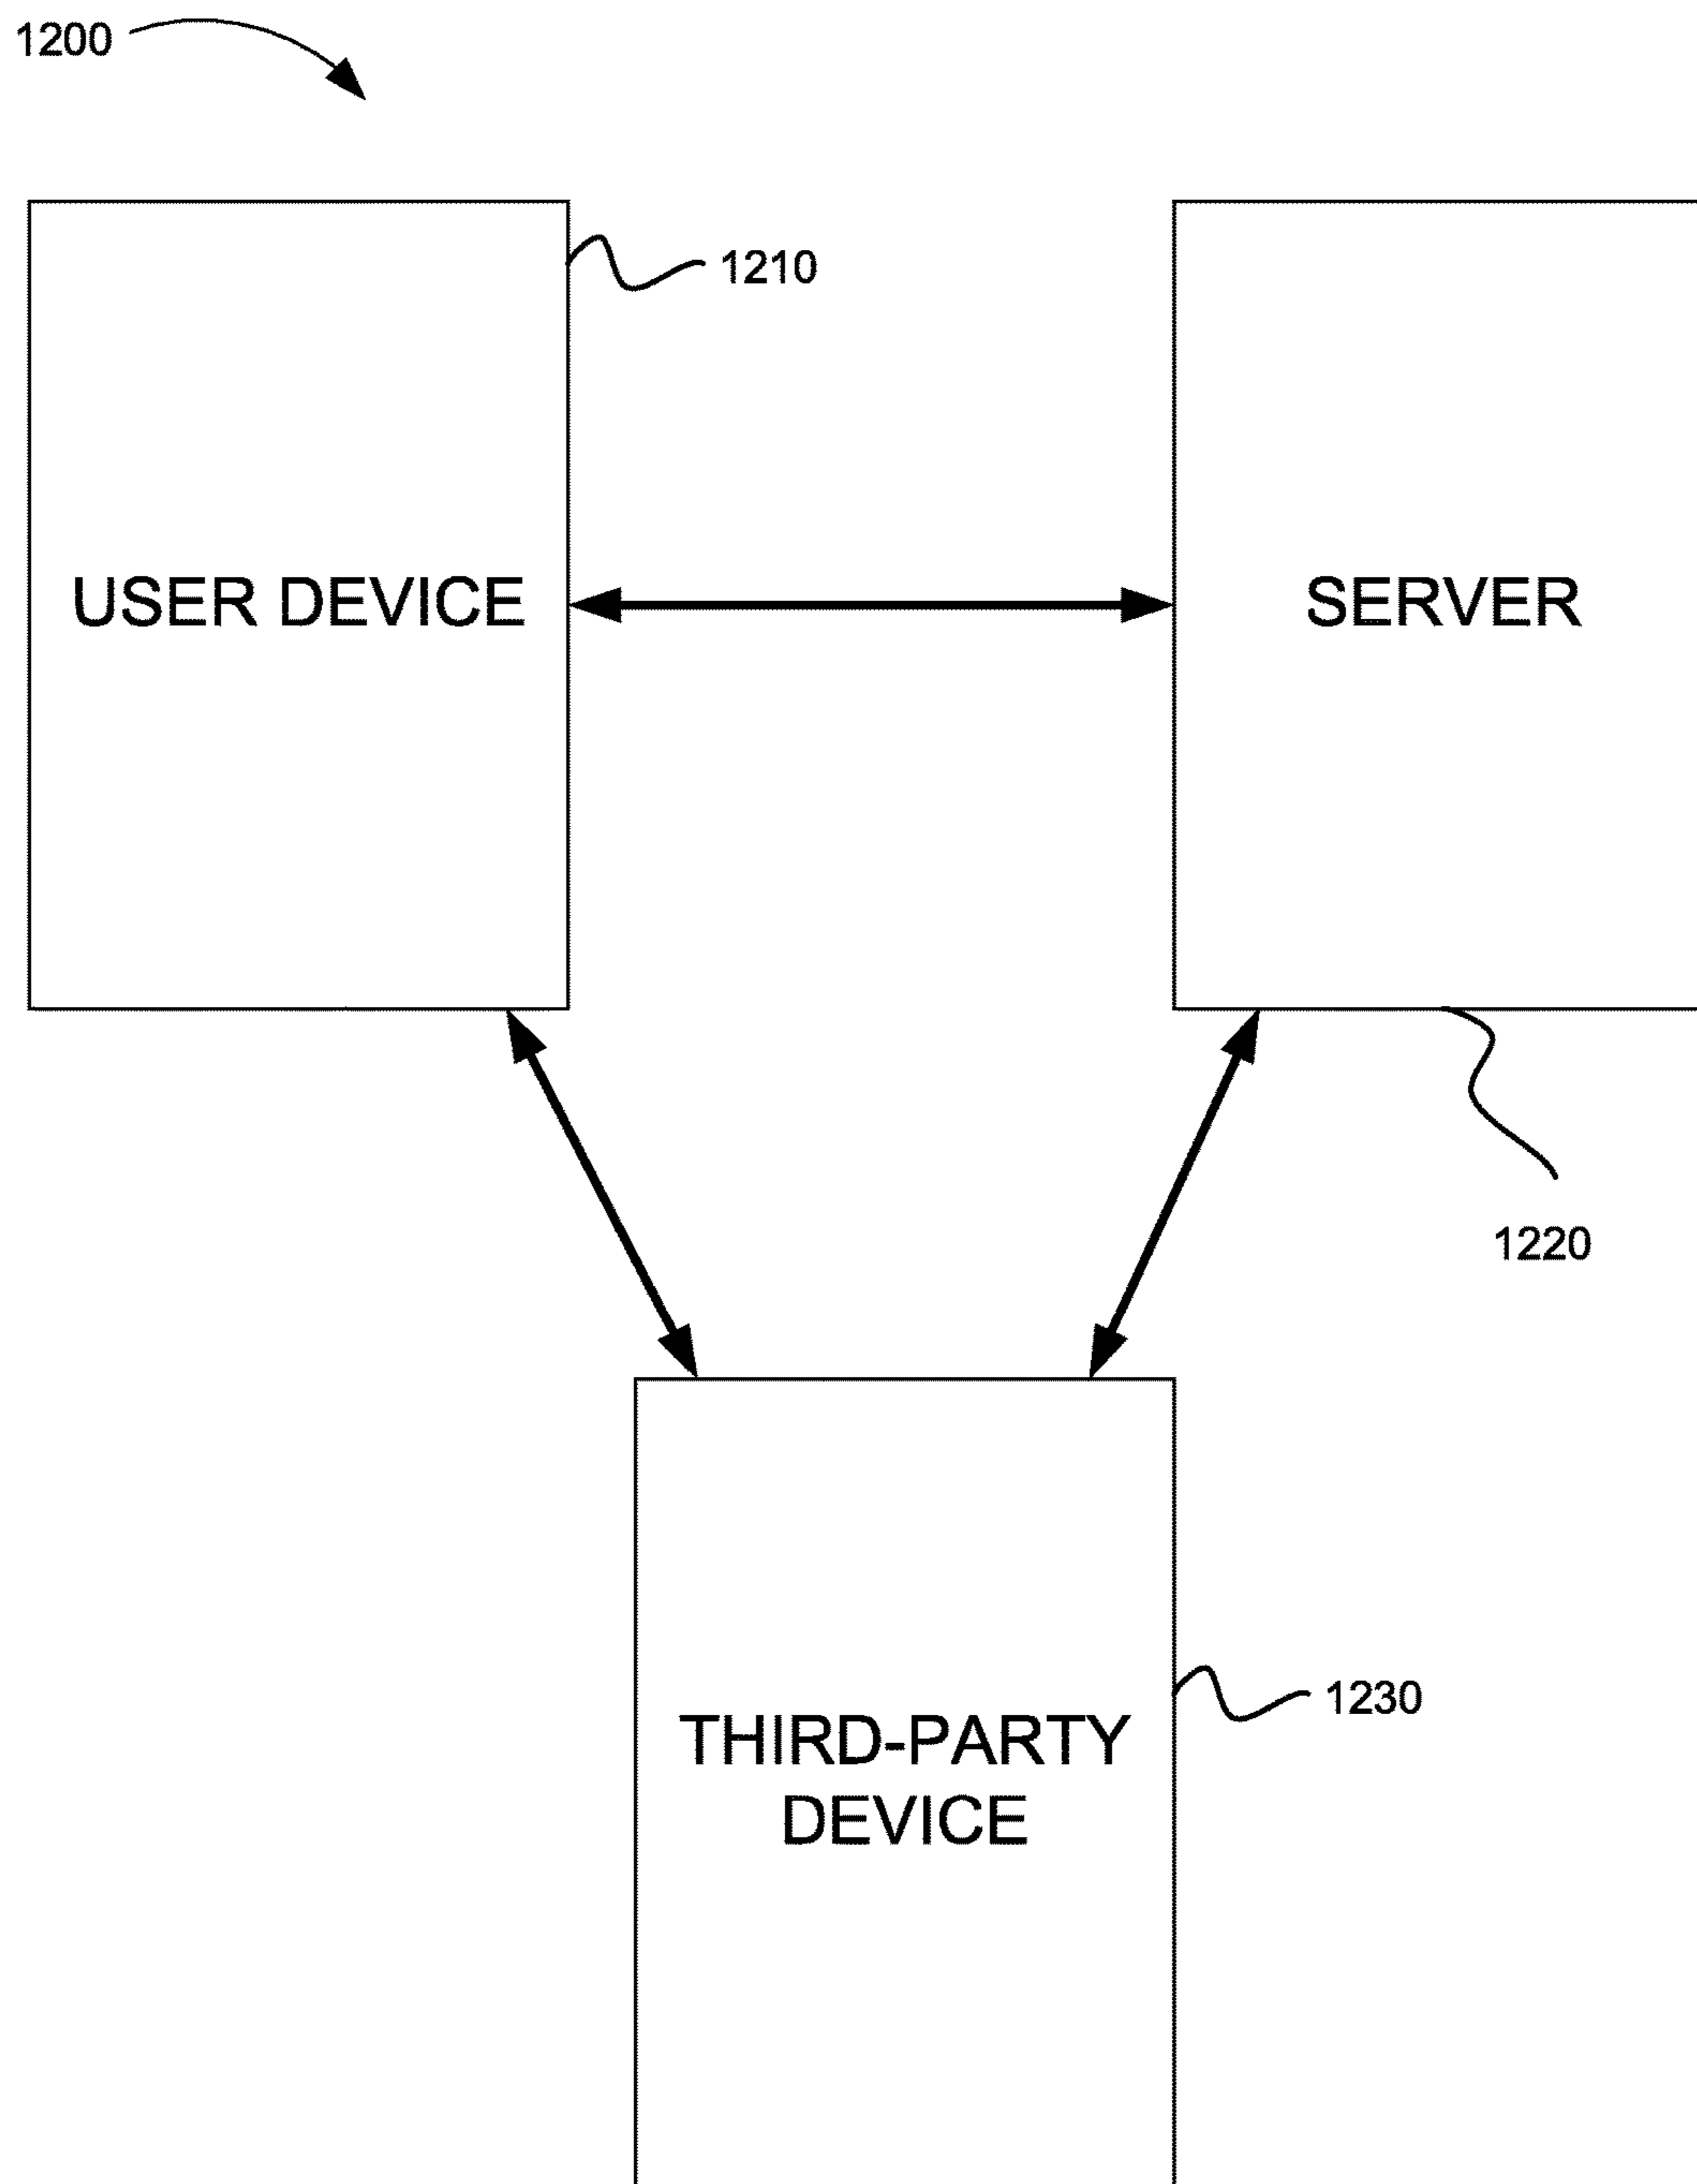 1200
1210
USER DEVICE
SERVER
1220
1230
THIRD-PARTY
DEVICE